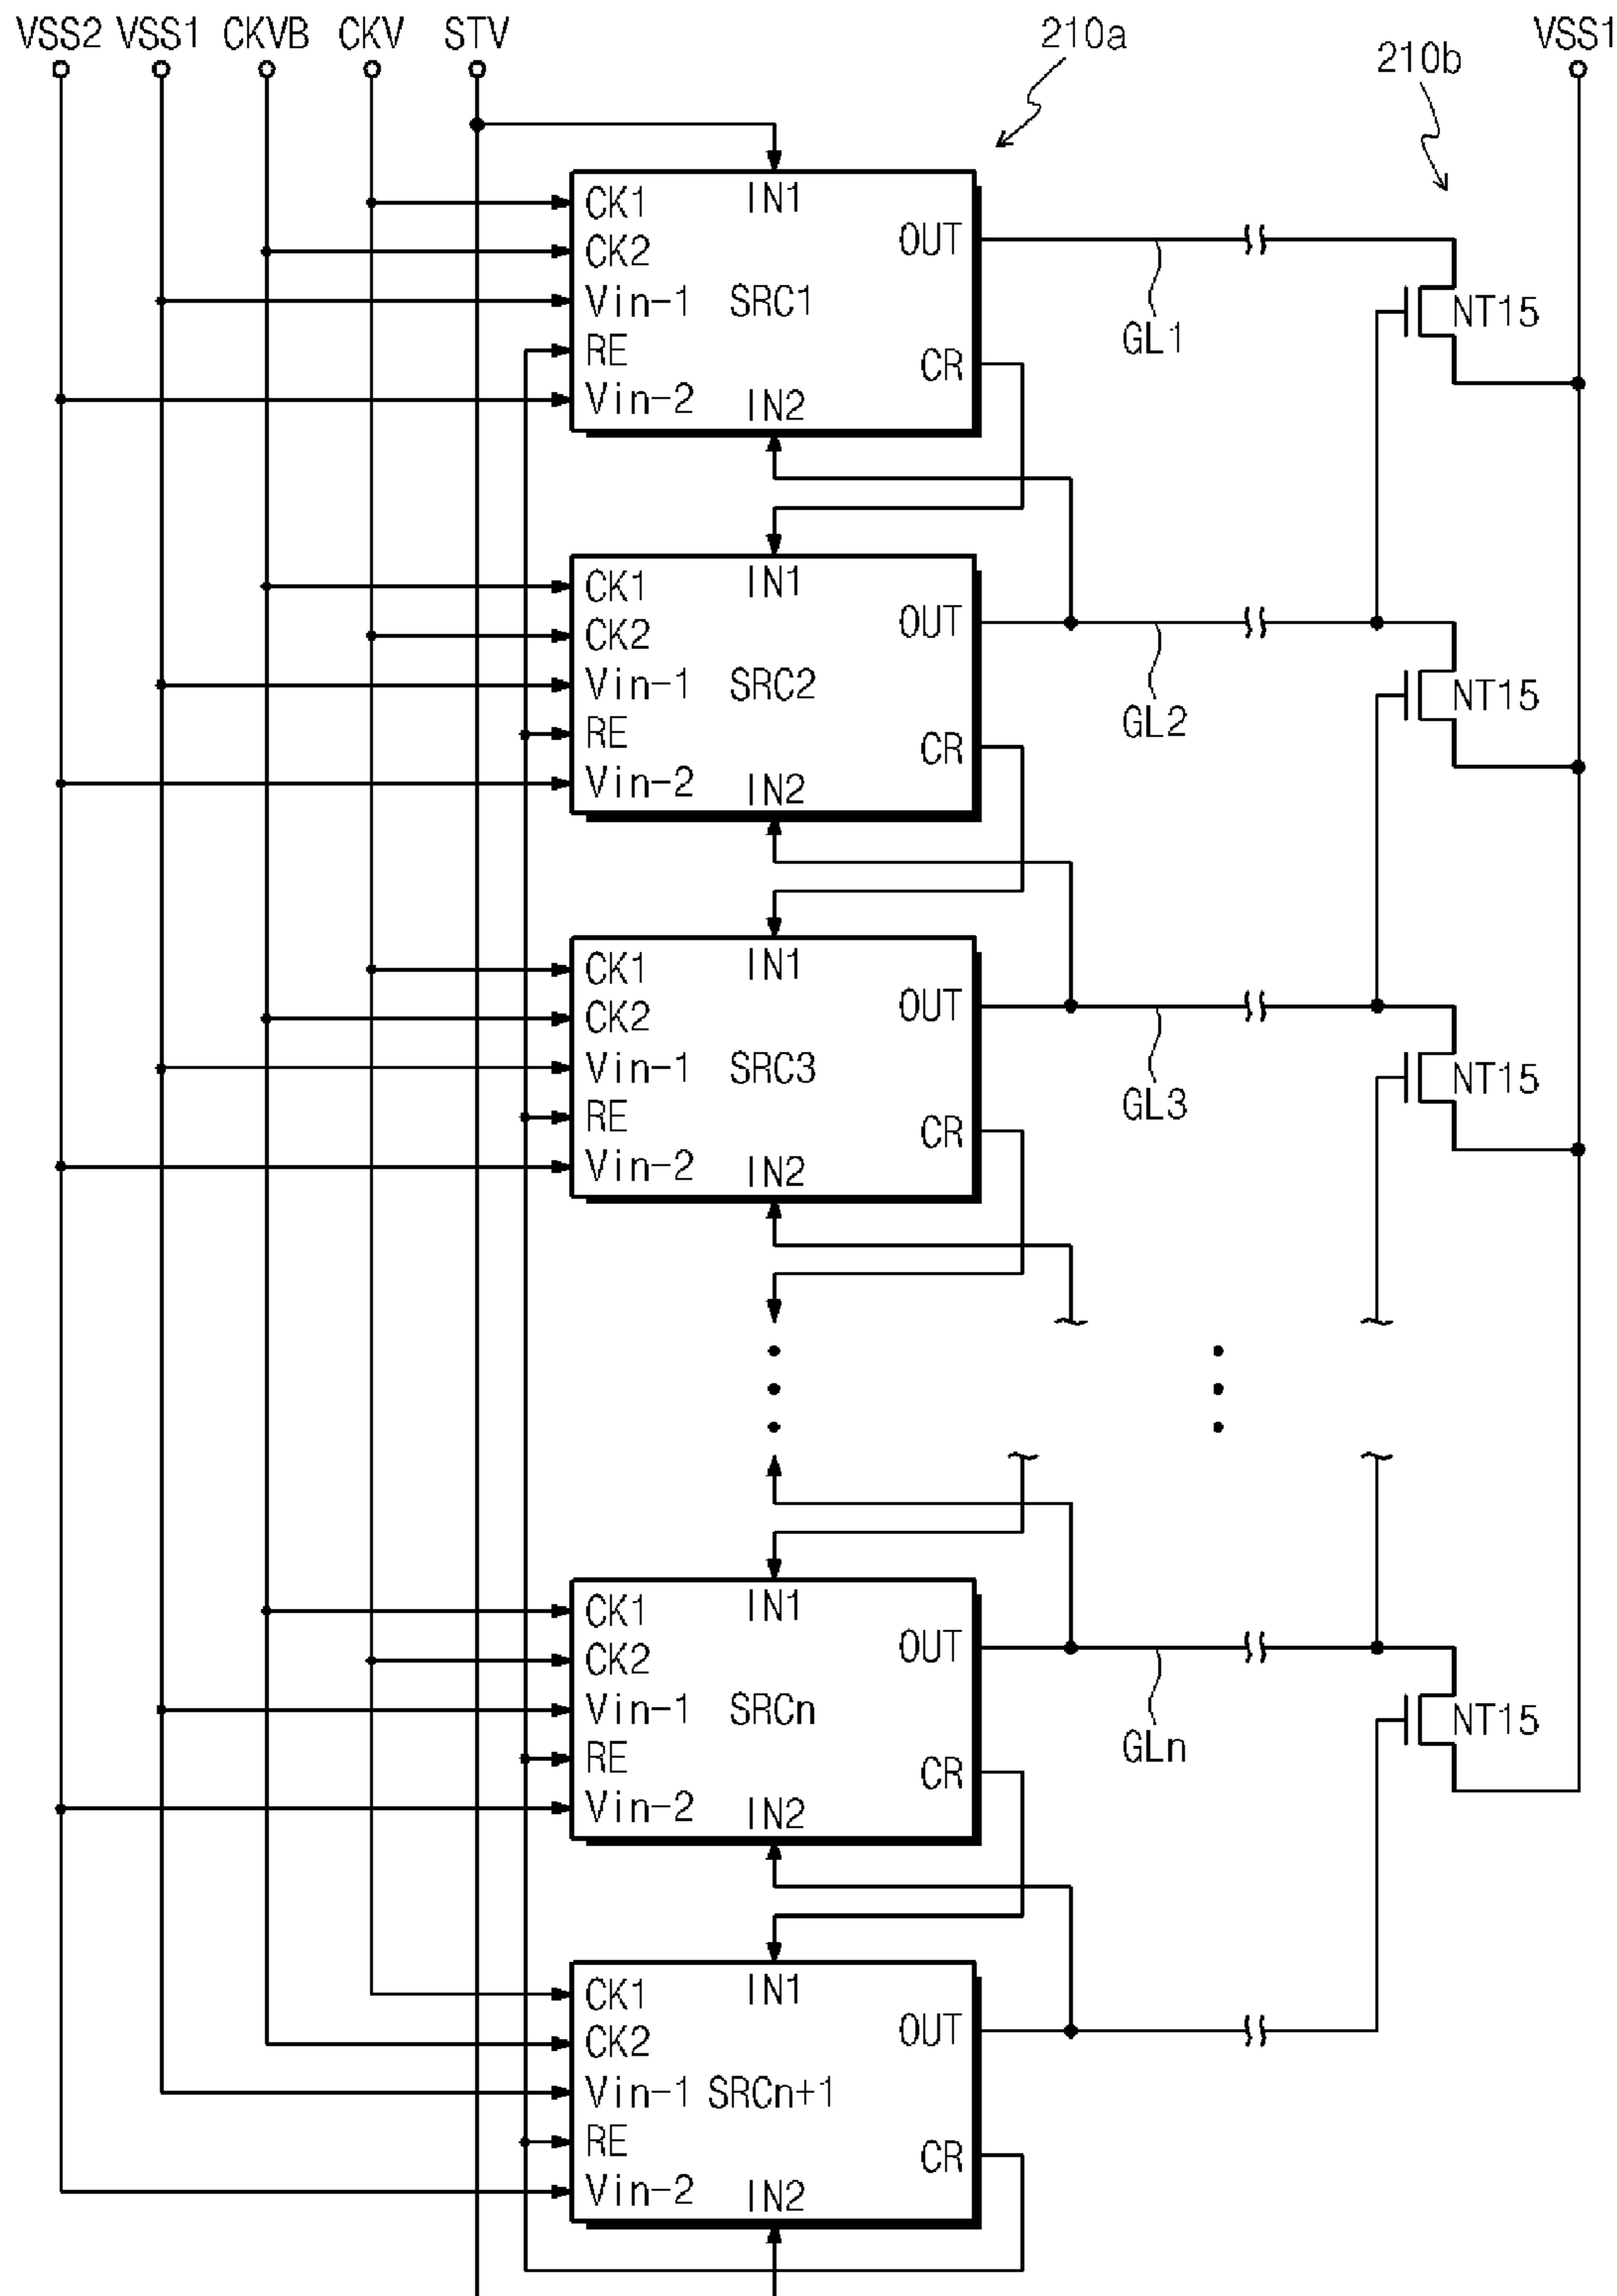 VSS2 VSS1 CKVB CKV STV 210a 210b VSS1
IN1
CK1
CK2
OUT
Vin-1 SRC1
RE
CR
Vin-2
IN2
GL1
NT15
IN1
CK1
CK2
OUT
Vin-1 SRC2
RE
CR
Vin-2
IN2
GL2
NT15
IN1
CK1
CK2
OUT
Vin-1 SRC3
RE
CR
Vin-2
IN2
GL3
NT15
IN1
CK1
CK2
OUT
Vin-1 SRCn
RE
CR
Vin-2
IN2
GLn
NT15
IN1
CK1
CK2
OUT
Vin-1 SRCn+1
RE
CR
Vin-2
IN2